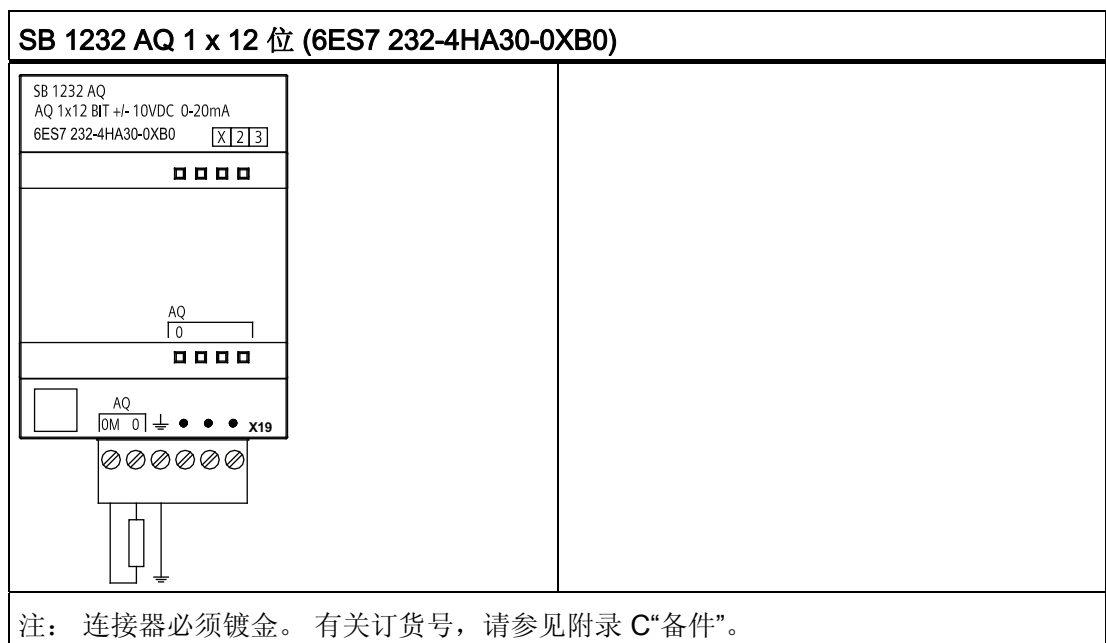 SB 1232 AQ 1 x 12 位 (6ES7 232-4HA30-0XB0)
SB 1232 AQ
AQ 1x12 BIT +/- 10VDC 0-20mA
6ES7 232-4HA30-0XB0 X 2 3
AQ
0
AQ
0M 0 X19
注： 连接器必须镀金。 有关订货号，请参见附录 C“备件”。